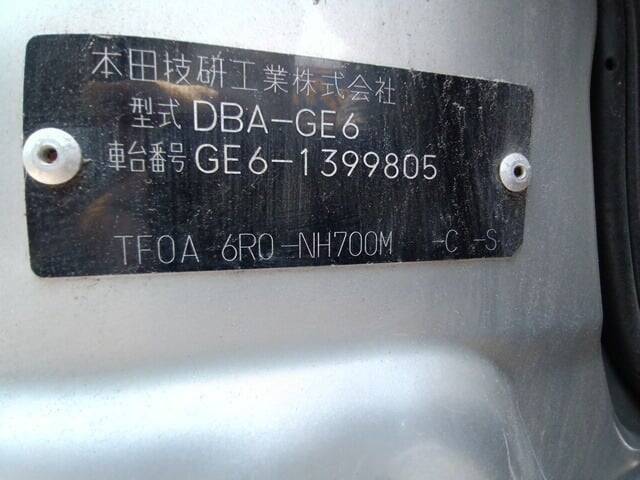 本田技研工業株式会社
型式 DBA-GE6
車台番号 GE6-1399805
TF0A 6R0-NH700M -C -S